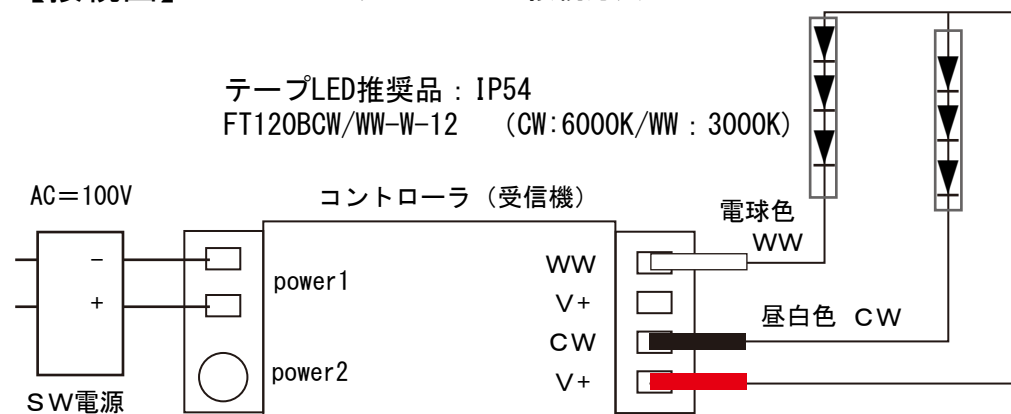 テープLED推奨品：IP54
FT120BCW/WW-W-12　（CW:6000K/WW：3000K）
AC＝100V
コントローラ（受信機）
電球色
WW
－
power1
WW
＋
V+
昼白色 CW
CW
power2
V+
SW電源